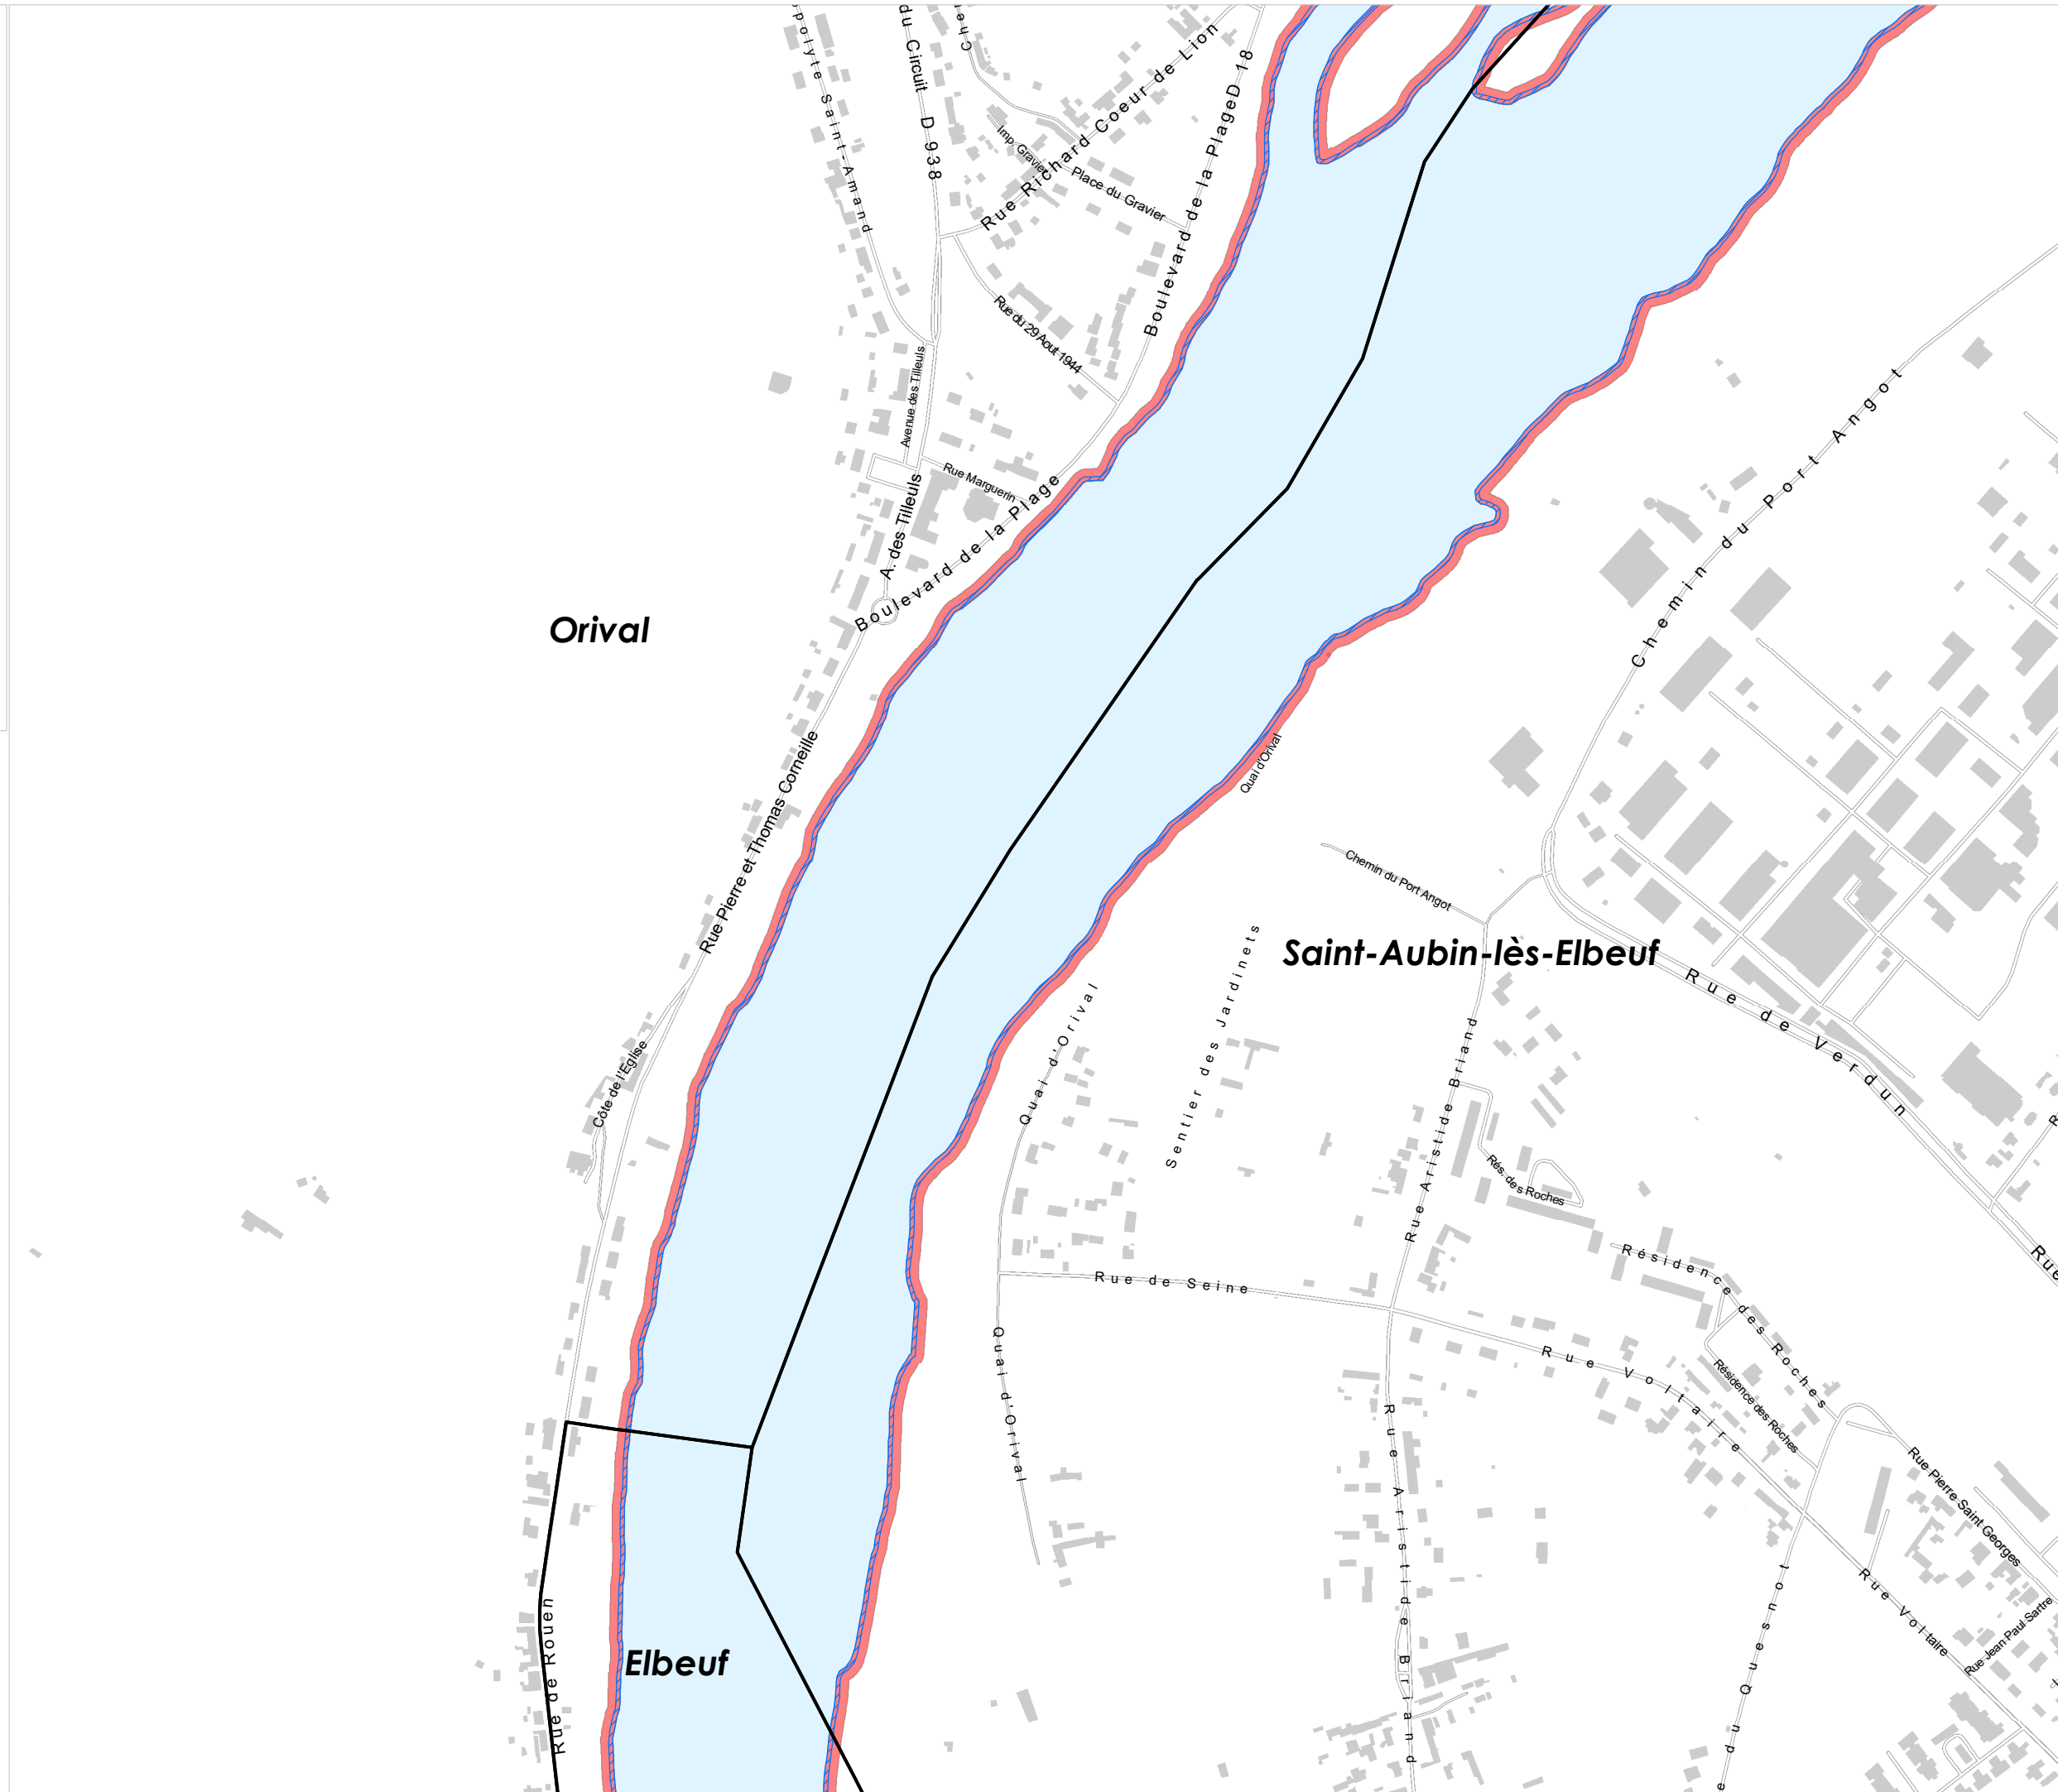 Saint-Amand
du Circuit D 938
Rue Richard Coeur de Lion
Imp. Gravier
Place du Gravier
Boulevard de la Plage
D 18
Rue du 29 Aout 1944
Avenue des Tilleuls
Rue Marguerin
A. des Tilleuls
Boulevard de la Plage
Orival
Chemin du Port Angot
Rue Pierre et Thomas Corneille
Quai d'Orival
Chemin du Port Angot
Saint-Aubin-lès-Elbeuf
Rue de Verdun
Sentier des Jardinets
Quai d'Orival
Côte de l'Eglise
Rue Aristide Briand
Rés. des Roches
Rue
Résidence des Roches
Rue de Seine
Quai d'Orival
Rue Voltaire
Résidence des Roches
Rue Aristide Briand
Rue Pierre Saint Georges
Rue Voltaire
Rue Jean Paul Sartre
du Quesnot
Rue de Rouen
Elbeuf